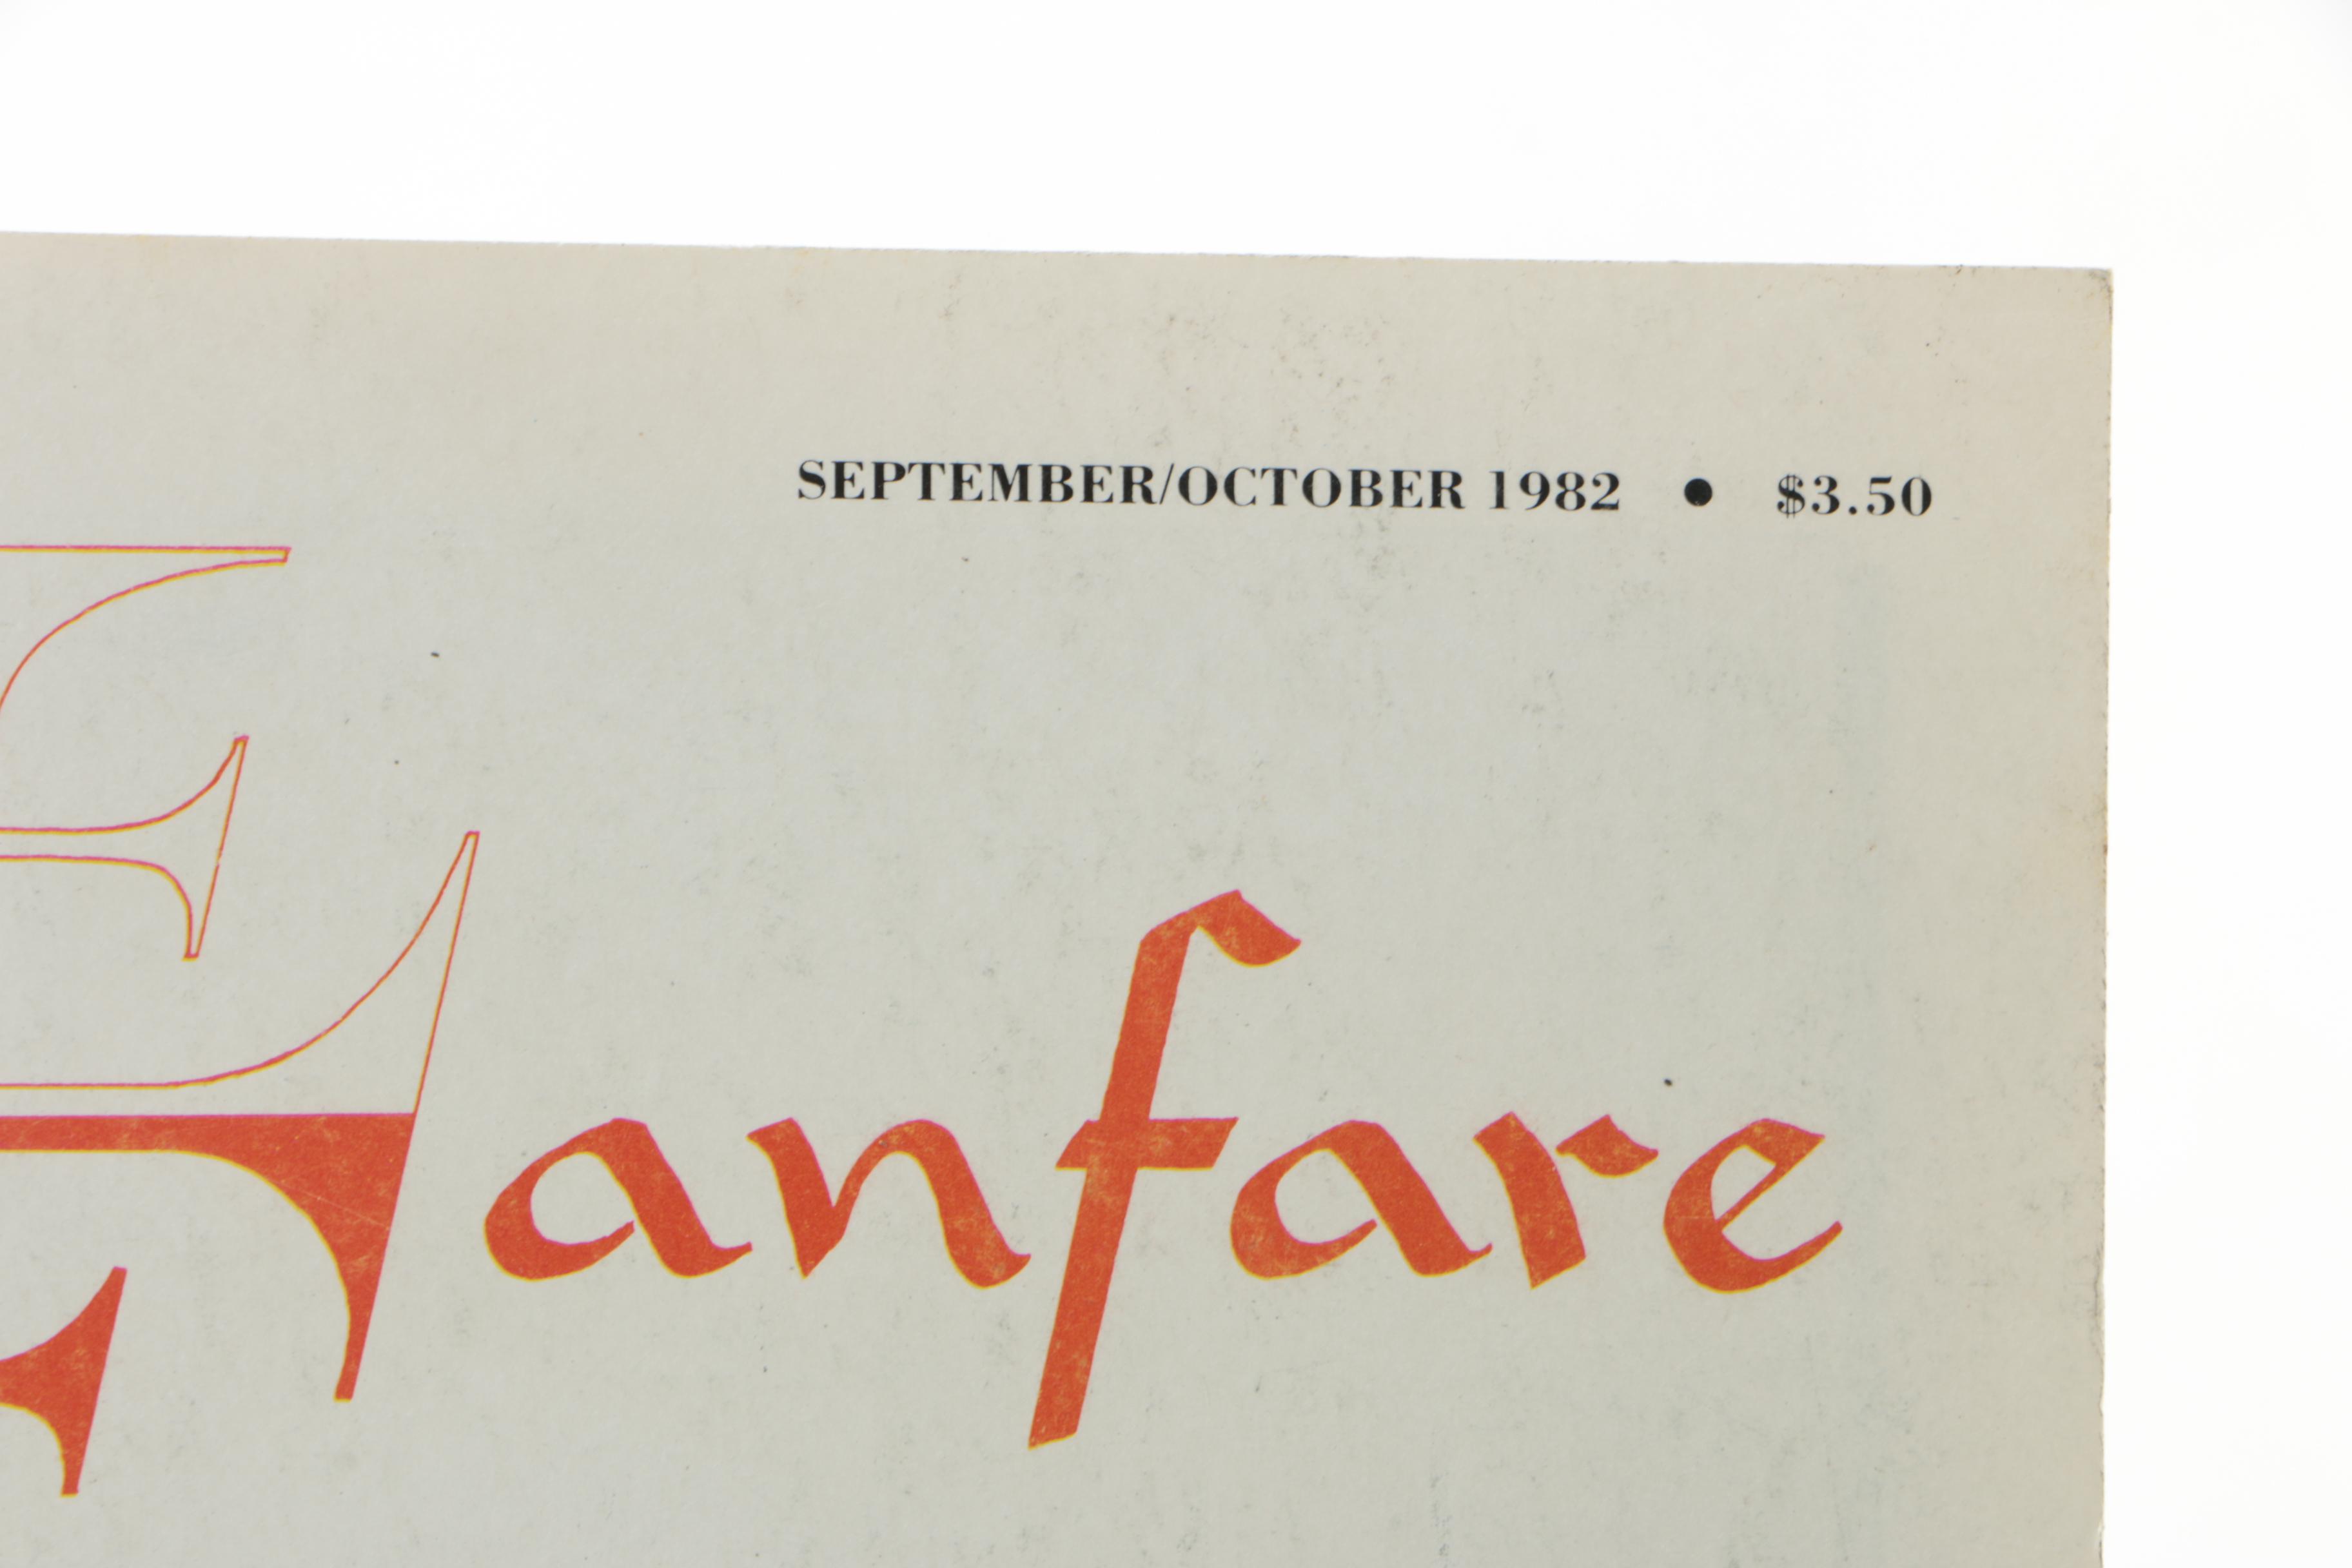 SEPTEMBER/OCTOBER 1982 • $3.50
Fanfare